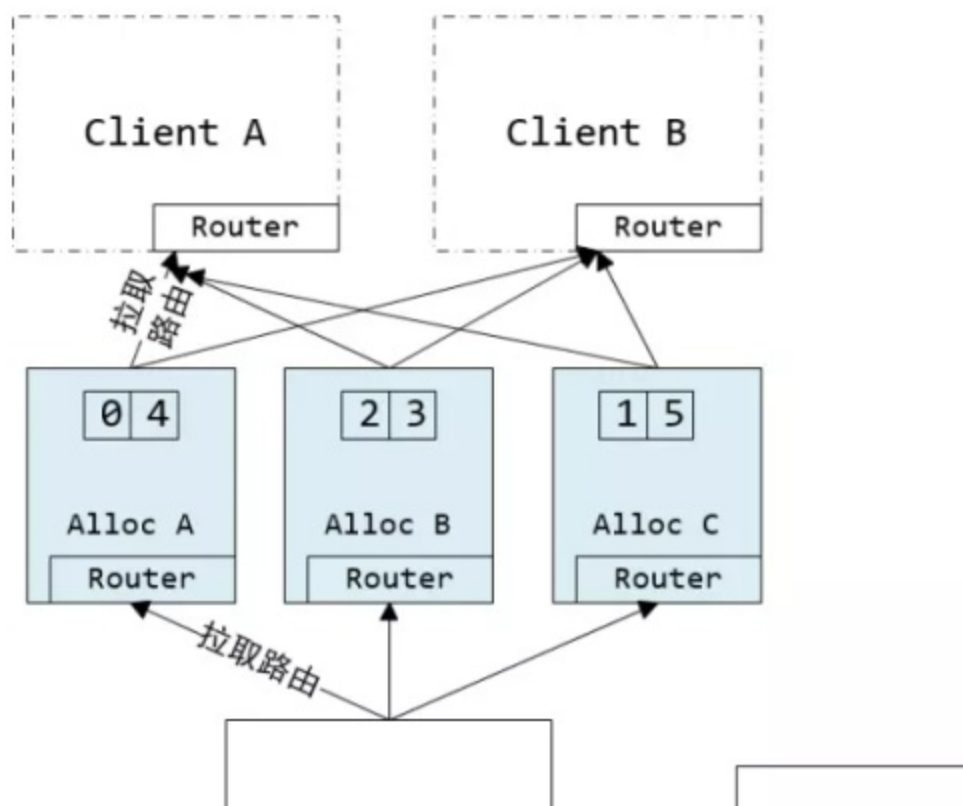 Client A
Client B
Router
Router
拉取
路由
0 4
2 3
1 5
Alloc A
Alloc B
Alloc C
Router
Router
Router
拉取路由